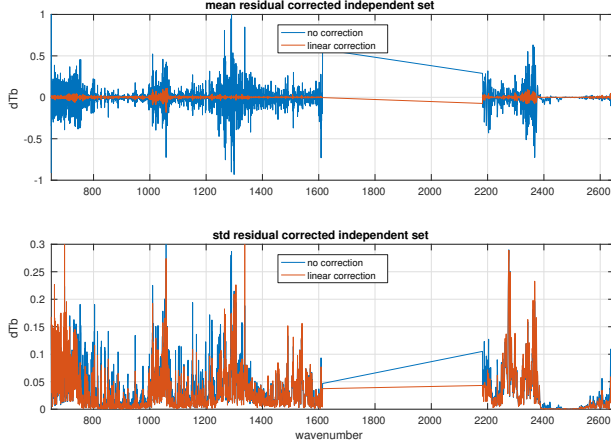 mean residual corrected independent set
1
0.5
0
-0.5
-1
dTb
no correction
linear correction
800 1000 1200 1400 1600 1800 2000 2200 2400 2600
std residual corrected independent set
0.3
0.25
0.2
0.15
0.1
0.05
0
dTb
no correction
linear correction
800 1000 1200 1400 1600 1800 2000 2200 2400 2600
wavenumber